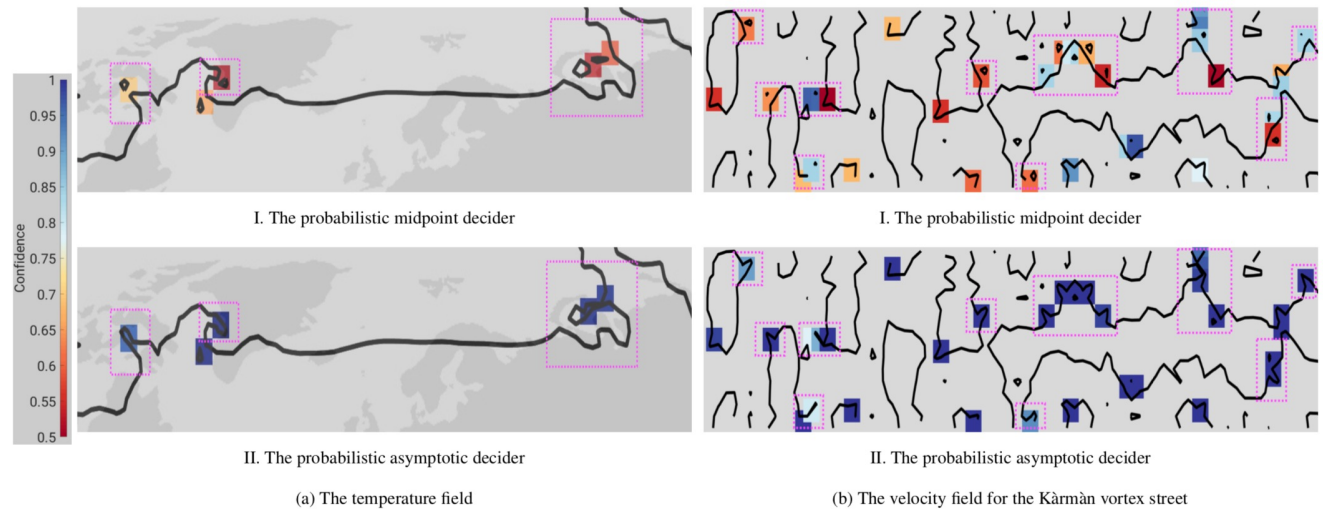 1
0.95
0.9
0.85
0.8
0.75
0.7
0.65
0.6
0.55
0.5
Confidence
I. The probabilistic midpoint decider
I. The probabilistic midpoint decider
II. The probabilistic asymptotic decider
II. The probabilistic asymptotic decider
(a) The temperature field
(b) The velocity field for the Kàrmàn vortex street